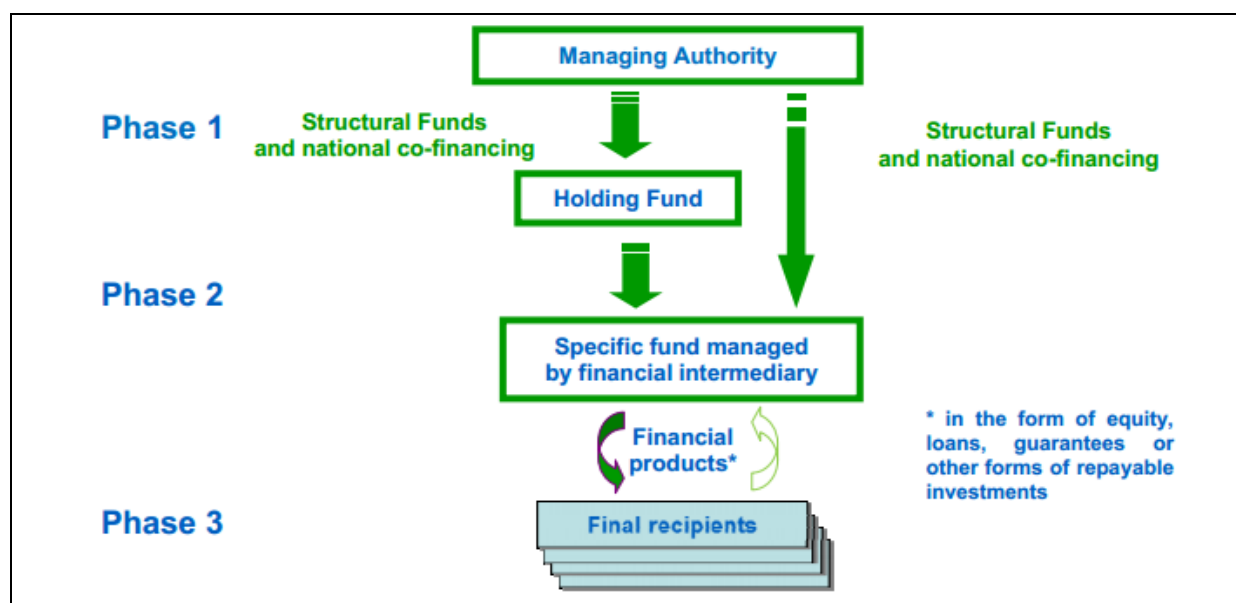 Managing Authority
Phase 1
Structural Funds
and national co-financing
Structural Funds
and national co-financing
Holding Fund
Phase 2
Specific fund managed
by financial intermediary
Financial
products*
* in the form of equity,
loans, guarantees or
other forms of repayable
investments
Phase 3
Final recipients